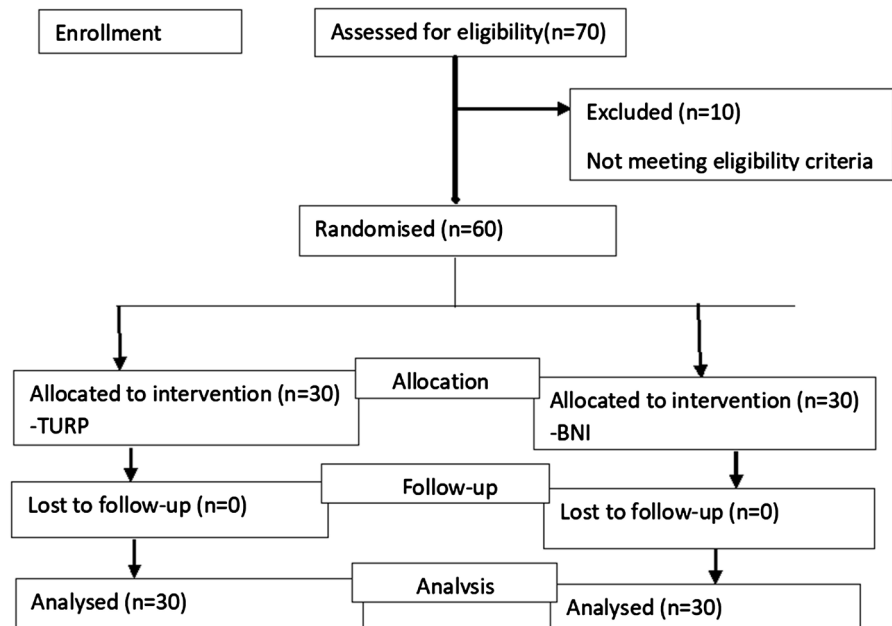 Enrollment
Assessed for eligibility(n=70)
Excluded (n=10)
Not meeting eligibility criteria
Randomised (n=60)
Allocated to intervention (n=30)
-TURP
Allocation
Allocated to intervention (n=30)
-BNI
Lost to follow-up (n=0)
Follow-up
Lost to follow-up (n=0)
Analysed (n=30)
Analvsis
Analysed (n=30)